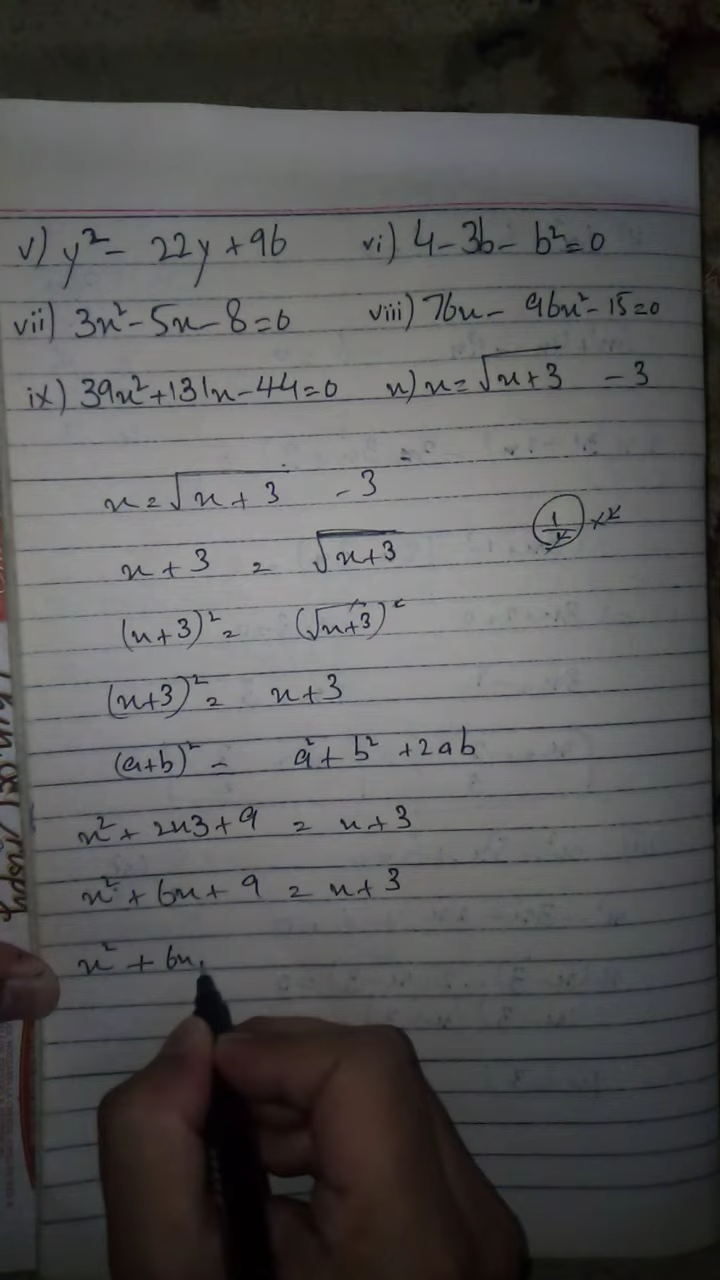 v) y² - 22y + 96 vi) 4 - 3b - b² = 0
vii) 3x² - 5x - 8 = 0 viii) 76x - 96x² - 15 = 0
ix) 39x² + 131x - 44 = 0 x) x = √x+3 - 3
x = √x+3 - 3
x + 3 = √x+3
(x+3)² = (√x+3)²
(x+3)² = x+3
(a+b)² = a² + b² + 2ab
x² + 2x3 + 9 = x + 3
x² + 6x + 9 = x + 3
x² + 6x